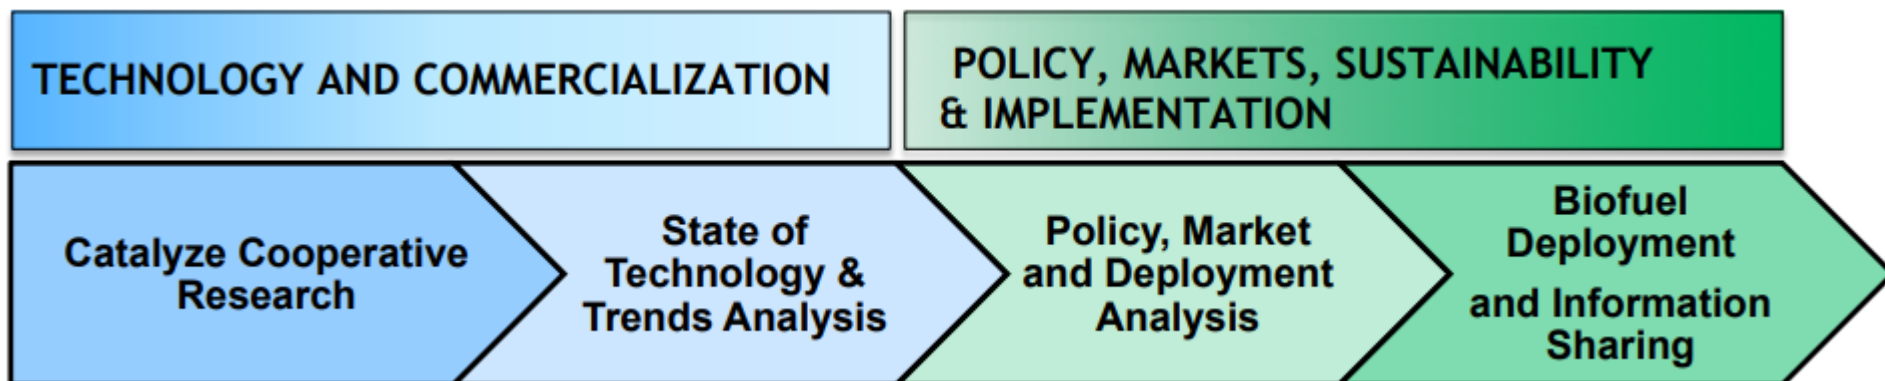 TECHNOLOGY AND COMMERCIALIZATION
POLICY, MARKETS, SUSTAINABILITY
& IMPLEMENTATION
Catalyze Cooperative
Research
State of
Technology &
Trends Analysis
Policy, Market
and Deployment
Analysis
Biofuel
Deployment
and Information
Sharing